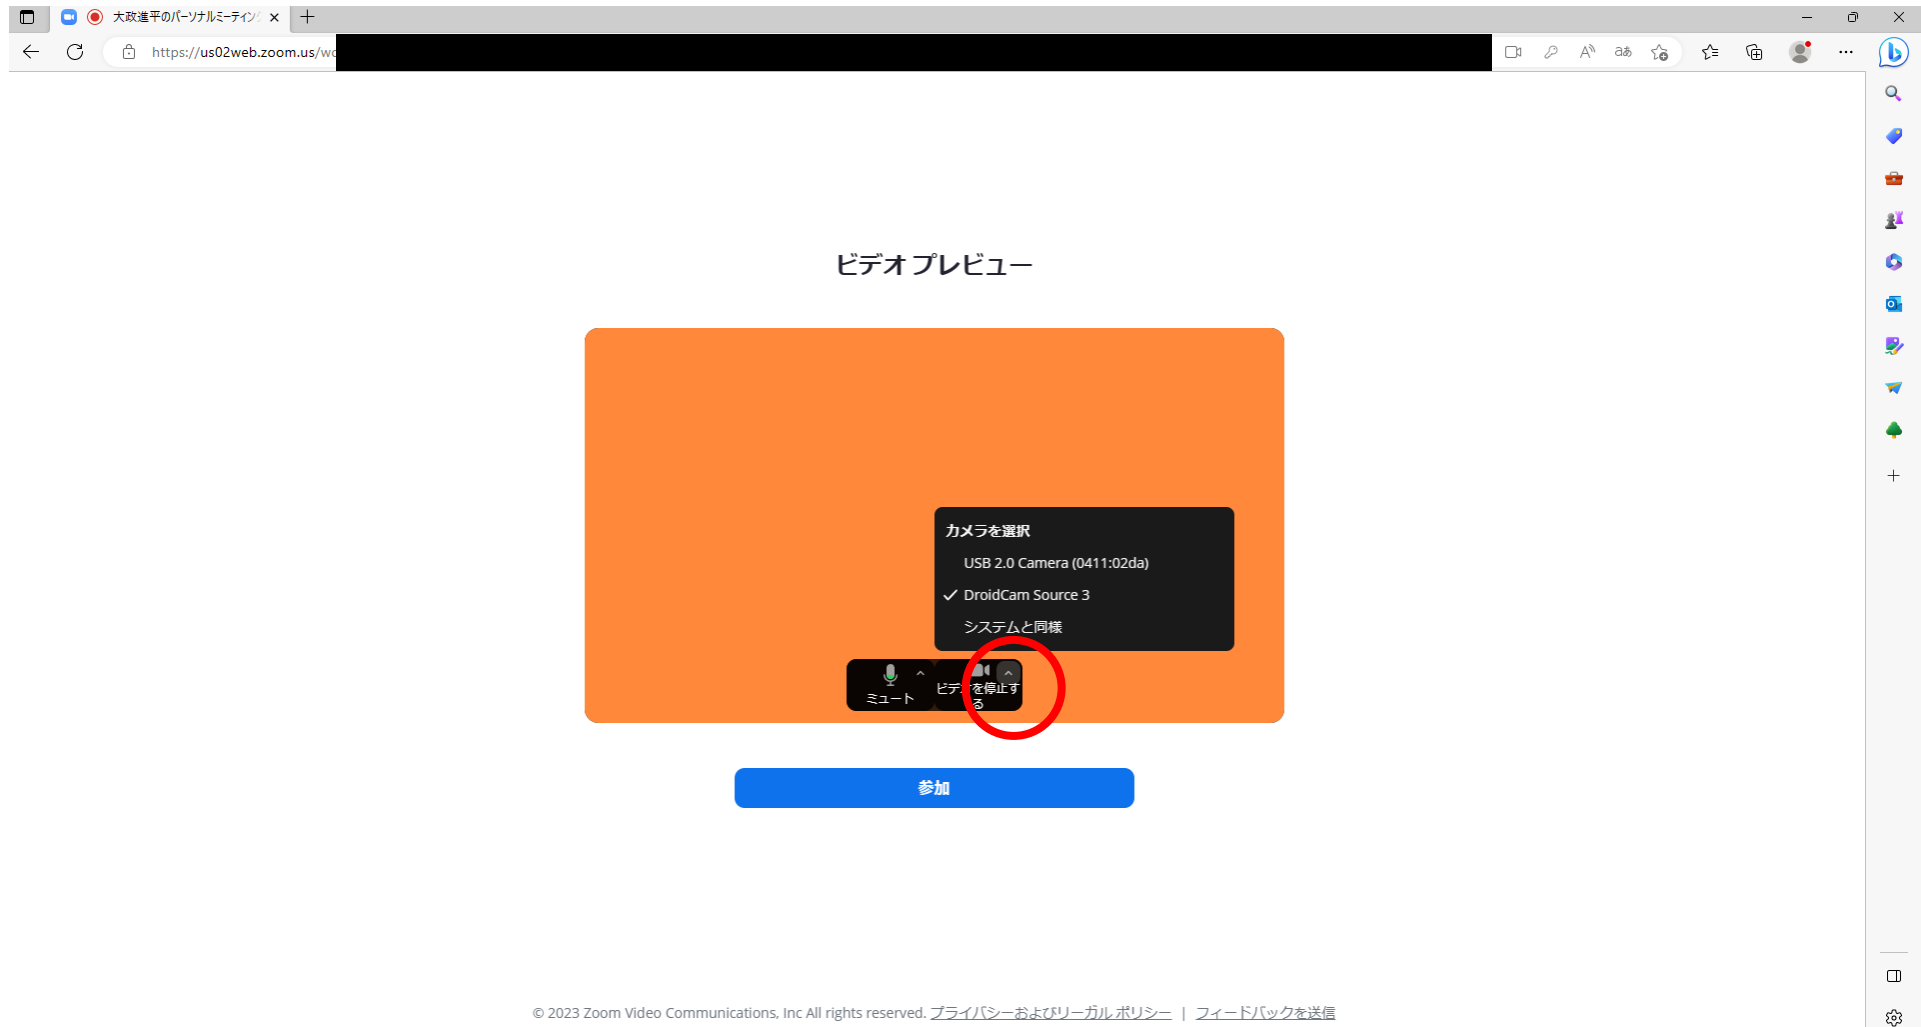 大政進平のパーソナルミーティング
https://us02web.zoom.us/wc
ビデオ プレビュー
カメラを選択
USB 2.0 Camera (0411:02da)
DroidCam Source 3
システムと同様
ミュート
ビデオを停止す
る
参加
© 2023 Zoom Video Communications, Inc All rights reserved. プライバシーおよびリーガル ポリシー | フィードバックを送信